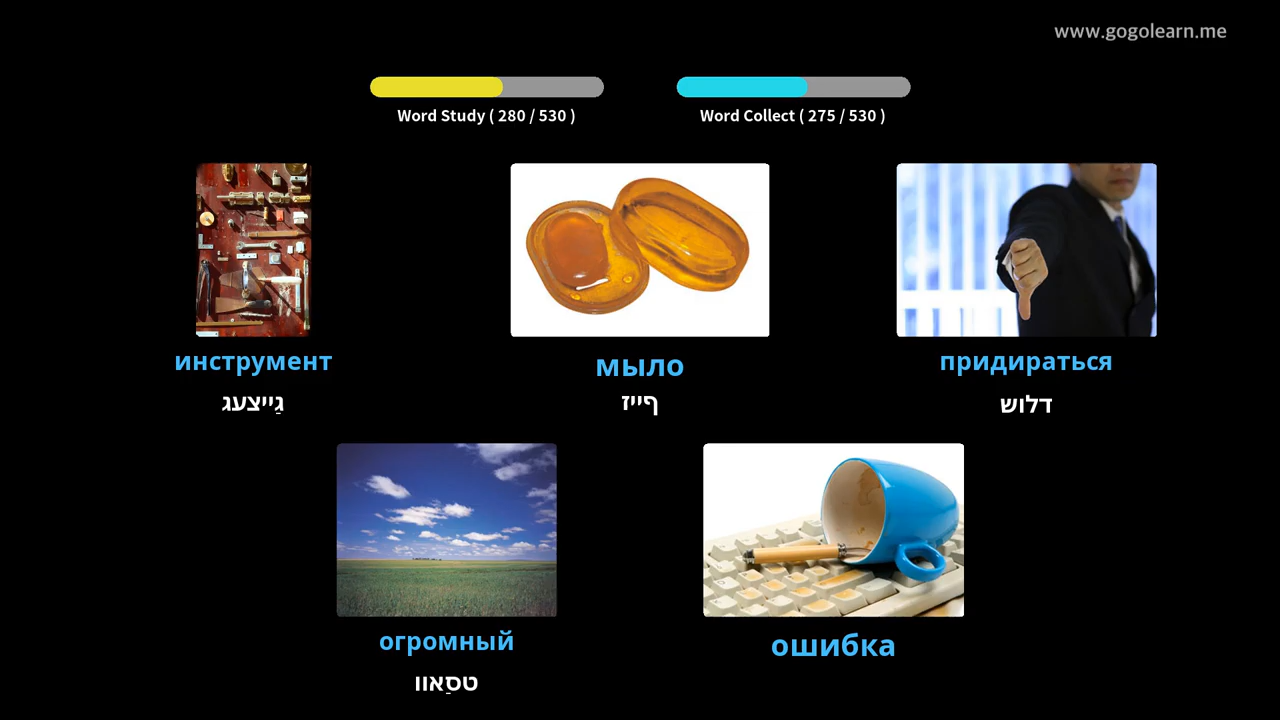 www.gogolearn.me
Word Study ( 280 / 530 )
Word Collect ( 275 / 530 )
инструмент
мыло
придираться
גַייצעג
ףייז
דלוש
огромный
ошибка
טסַאוו